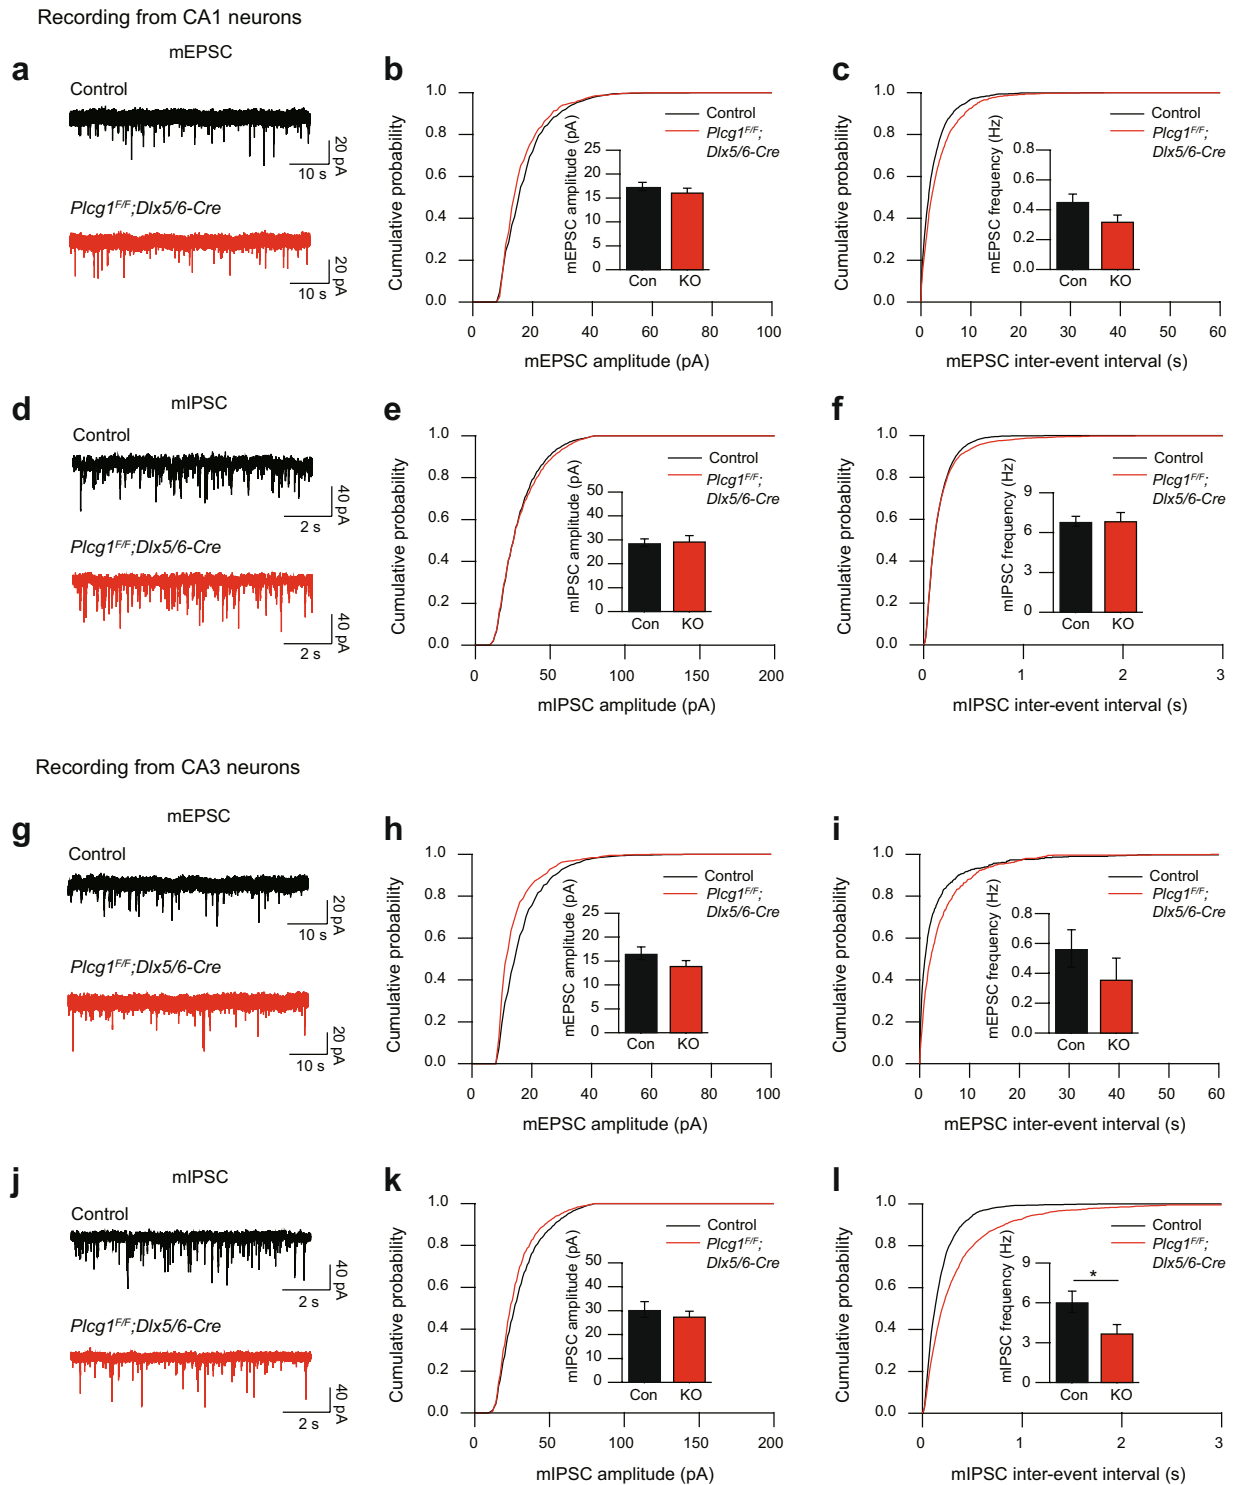 Recording from CA1 neurons
a
mEPSC
Control
20 pA
10 s
Plcg1F/F;Dlx5/6-Cre
20 pA
10 s
b
Cumulative probability
1.0
0.8
0.6
0.4
0.2
0.0
0 20 40 60 80 100
mEPSC amplitude (pA)
Control
Plcg1F/F;
Dlx5/6-Cre
mEPSC amplitude (pA)
25
20
15
10
5
0
Con KO
c
Cumulative probability
1.0
0.8
0.6
0.4
0.2
0.0
0 10 20 30 40 50 60
mEPSC inter-event interval (s)
Control
Plcg1F/F;
Dlx5/6-Cre
mEPSC frequency (Hz)
0.8
0.6
0.4
0.2
0.0
Con KO
d
mIPSC
Control
40 pA
2 s
Plcg1F/F;Dlx5/6-Cre
40 pA
2 s
e
Cumulative probability
1.0
0.8
0.6
0.4
0.2
0.0
0 50 100 150 200
mIPSC amplitude (pA)
Control
Plcg1F/F;
Dlx5/6-Cre
mIPSC amplitude (pA)
50
40
30
20
10
0
Con KO
f
Cumulative probability
1.0
0.8
0.6
0.4
0.2
0.0
0 1 2 3
mIPSC inter-event interval (s)
Control
Plcg1F/F;
Dlx5/6-Cre
mIPSC frequency (Hz)
9
6
3
0
Con KO
Recording from CA3 neurons
g
mEPSC
Control
20 pA
10 s
Plcg1F/F;Dlx5/6-Cre
20 pA
10 s
h
Cumulative probability
1.0
0.8
0.6
0.4
0.2
0.0
0 20 40 60 80 100
mEPSC amplitude (pA)
Control
Plcg1F/F;
Dlx5/6-Cre
mEPSC amplitude (pA)
25
20
15
10
5
0
Con KO
i
Cumulative probability
1.0
0.8
0.6
0.4
0.2
0.0
0 10 20 30 40 50 60
mEPSC inter-event interval (s)
Control
Plcg1F/F;
Dlx5/6-Cre
mEPSC frequency (Hz)
0.8
0.6
0.4
0.2
0.0
Con KO
j
mIPSC
Control
40 pA
2 s
Plcg1F/F;Dlx5/6-Cre
40 pA
2 s
k
Cumulative probability
1.0
0.8
0.6
0.4
0.2
0.0
0 50 100 150 200
mIPSC amplitude (pA)
Control
Plcg1F/F;
Dlx5/6-Cre
mIPSC amplitude (pA)
50
40
30
20
10
0
Con KO
l
Cumulative probability
1.0
0.8
0.6
0.4
0.2
0.0
0 1 2 3
mIPSC inter-event interval (s)
Control
Plcg1F/F;
Dlx5/6-Cre
mIPSC frequency (Hz)
9
6
3
0
*
Con KO